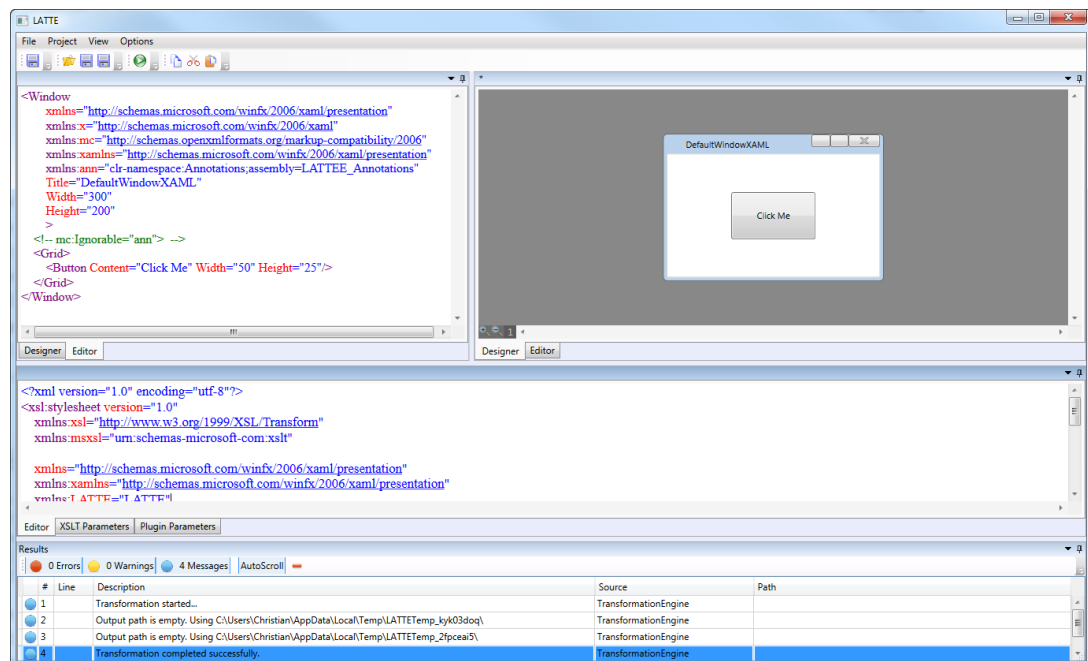 LATTE
File Project View Options
<Window
xmlns="http://schemas.microsoft.com/winfx/2006/xaml/presentation"
xmlns:x="http://schemas.microsoft.com/winfx/2006/xaml"
xmlns:mc="http://schemas.openxmlformats.org/markup-compatibility/2006"
xmlns:xamlns="http://schemas.microsoft.com/winfx/2006/xaml/presentation"
xmlns:ann="clr-namespace:Annotations;assembly=LATTEE_Annotations"
Title="DefaultWindowXAML"
Width="300"
Height="200"
>
<!-- mc:Ignorable="ann"> -->
<Grid>
<Button Content="Click Me" Width="50" Height="25"/>
</Grid>
</Window>
Designer Editor
*
DefaultWindowXAML
Click Me
1
Designer Editor
<?xml version="1.0" encoding="utf-8"?>
<xsl:stylesheet version="1.0"
xmlns:xsl="http://www.w3.org/1999/XSL/Transform"
xmlns:msxsl="urn:schemas-microsoft-com:xslt"
xmlns="http://schemas.microsoft.com/winfx/2006/xaml/presentation"
xmlns:xamlns="http://schemas.microsoft.com/winfx/2006/xaml/presentation"
xmlns:LATTE="LATTE"
Editor XSLT Parameters Plugin Parameters
Results
0 Errors 0 Warnings 4 Messages AutoScroll
# Line Description Source Path
1 Transformation started... TransformationEngine
2 Output path is empty. Using C:\Users\Christian\AppData\Local\Temp\LATTETemp_kyk03doq\ TransformationEngine
3 Output path is empty. Using C:\Users\Christian\AppData\Local\Temp\LATTETemp_2fpceai5\ TransformationEngine
4 Transformation completed successfully. TransformationEngine